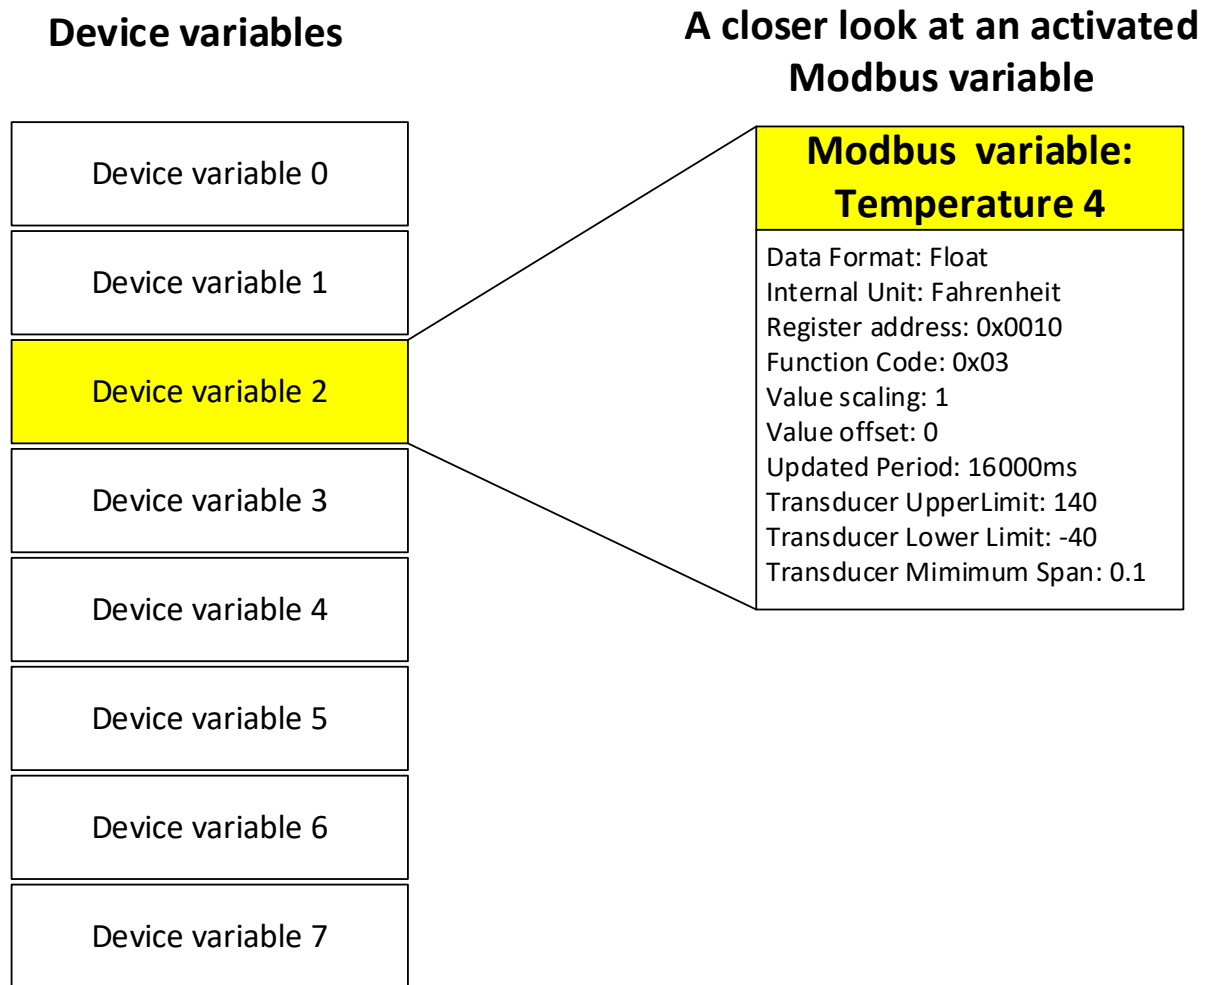 Device variables
Device variable 0
Device variable 1
Device variable 2
Device variable 3
Device variable 4
Device variable 5
Device variable 6
Device variable 7
A closer look at an activated
Modbus variable
Modbus  variable:
Temperature 4
Data Format: Float
Internal Unit: Fahrenheit
Register address: 0x0010
Function Code: 0x03
Value scaling: 1
Value offset: 0
Updated Period: 16000ms
Transducer UpperLimit: 140
Transducer Lower Limit: -40
Transducer Mimimum Span: 0.1